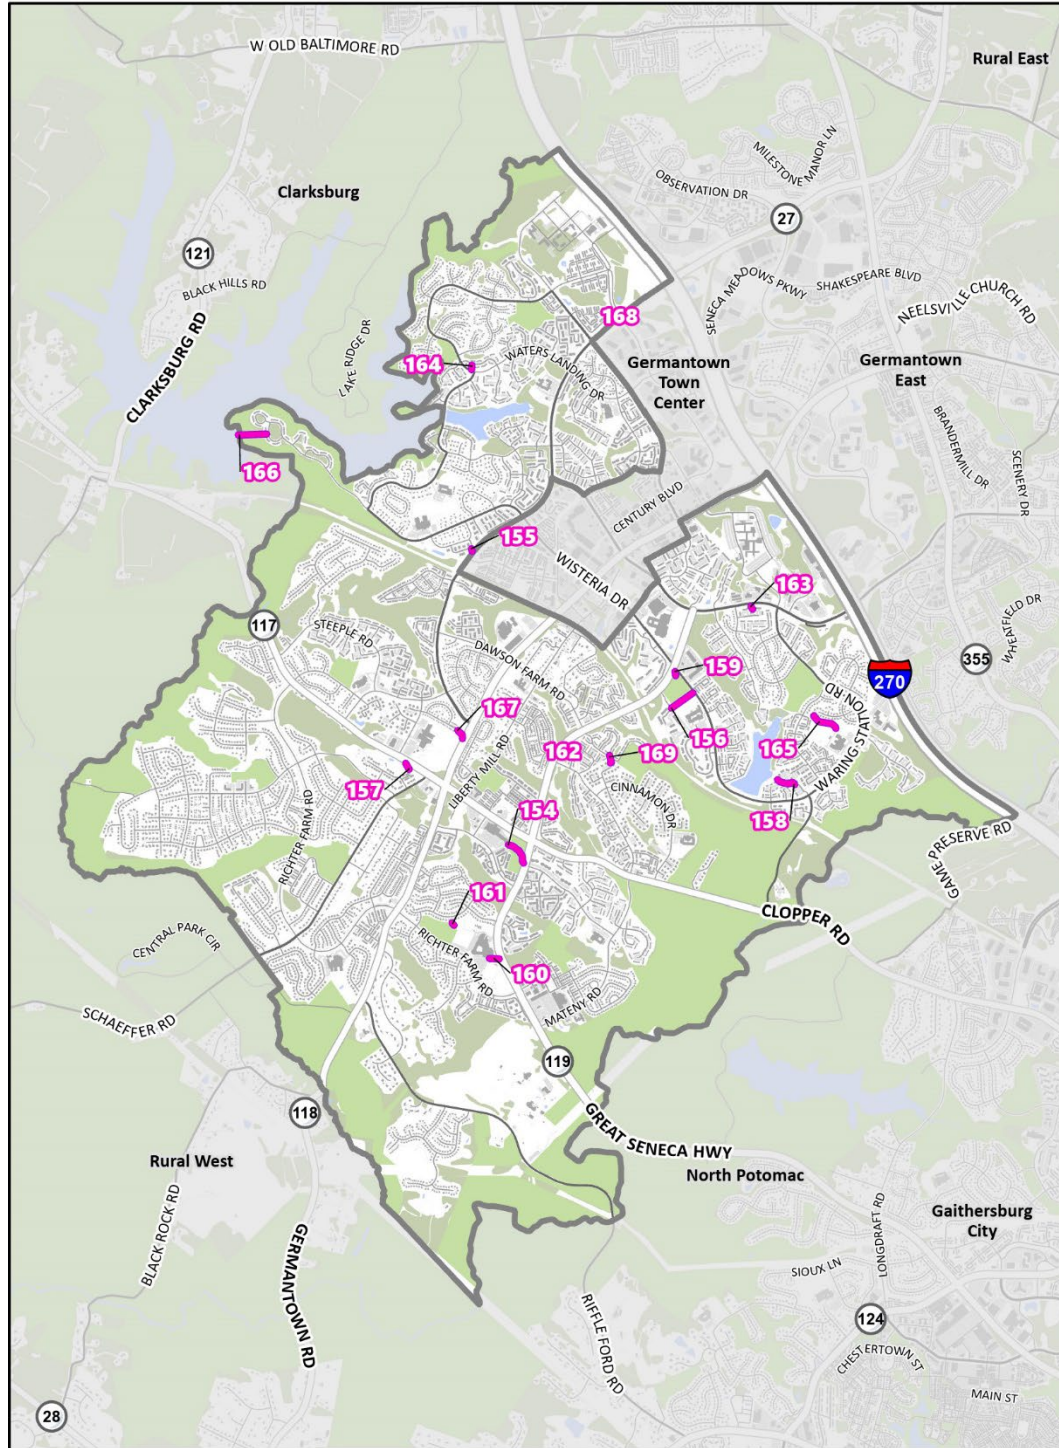 W OLD BALTIMORE RD
Rural East
MILESTONE MANOR LN
OBSERVATION DR
Clarksburg
27
121
BLACK HILLS RD
SENECA MEADOWS PKWY
SHAKESPEARE BLVD
NEELSVILLE CHURCH RD
CLARKSBURG RD
LAKE RIDGE DR
168
164
WATERS LANDING DR
Germantown
Town
Center
Germantown
East
BRANDERMILL DR
SCENERY DR
166
CENTURY BLVD
155
WISTERIA DR
163
WHEATFIELD DR
117
STEEPLE RD
DAWSON FARM RD
159
355
270
167
156
165
WARING STATION RD
162
169
LIBERTY MILL RD
157
CINNAMON DR
158
RICHTER FARM RD
154
GAME PRESERVE RD
161
CLOPPER RD
CENTRAL PARK CIR
RICHTER FARM RD
160
MATENY RD
SCHAEFFER RD
119
118
GREAT SENECA HWY
Rural West
North Potomac
BLACK ROCK RD
GERMANTOWN RD
LONGDRAFT RD
Gaithersburg
City
SIOUX LN
RIFFLE FORD RD
124
CHESTERTOWN ST
MAIN ST
28